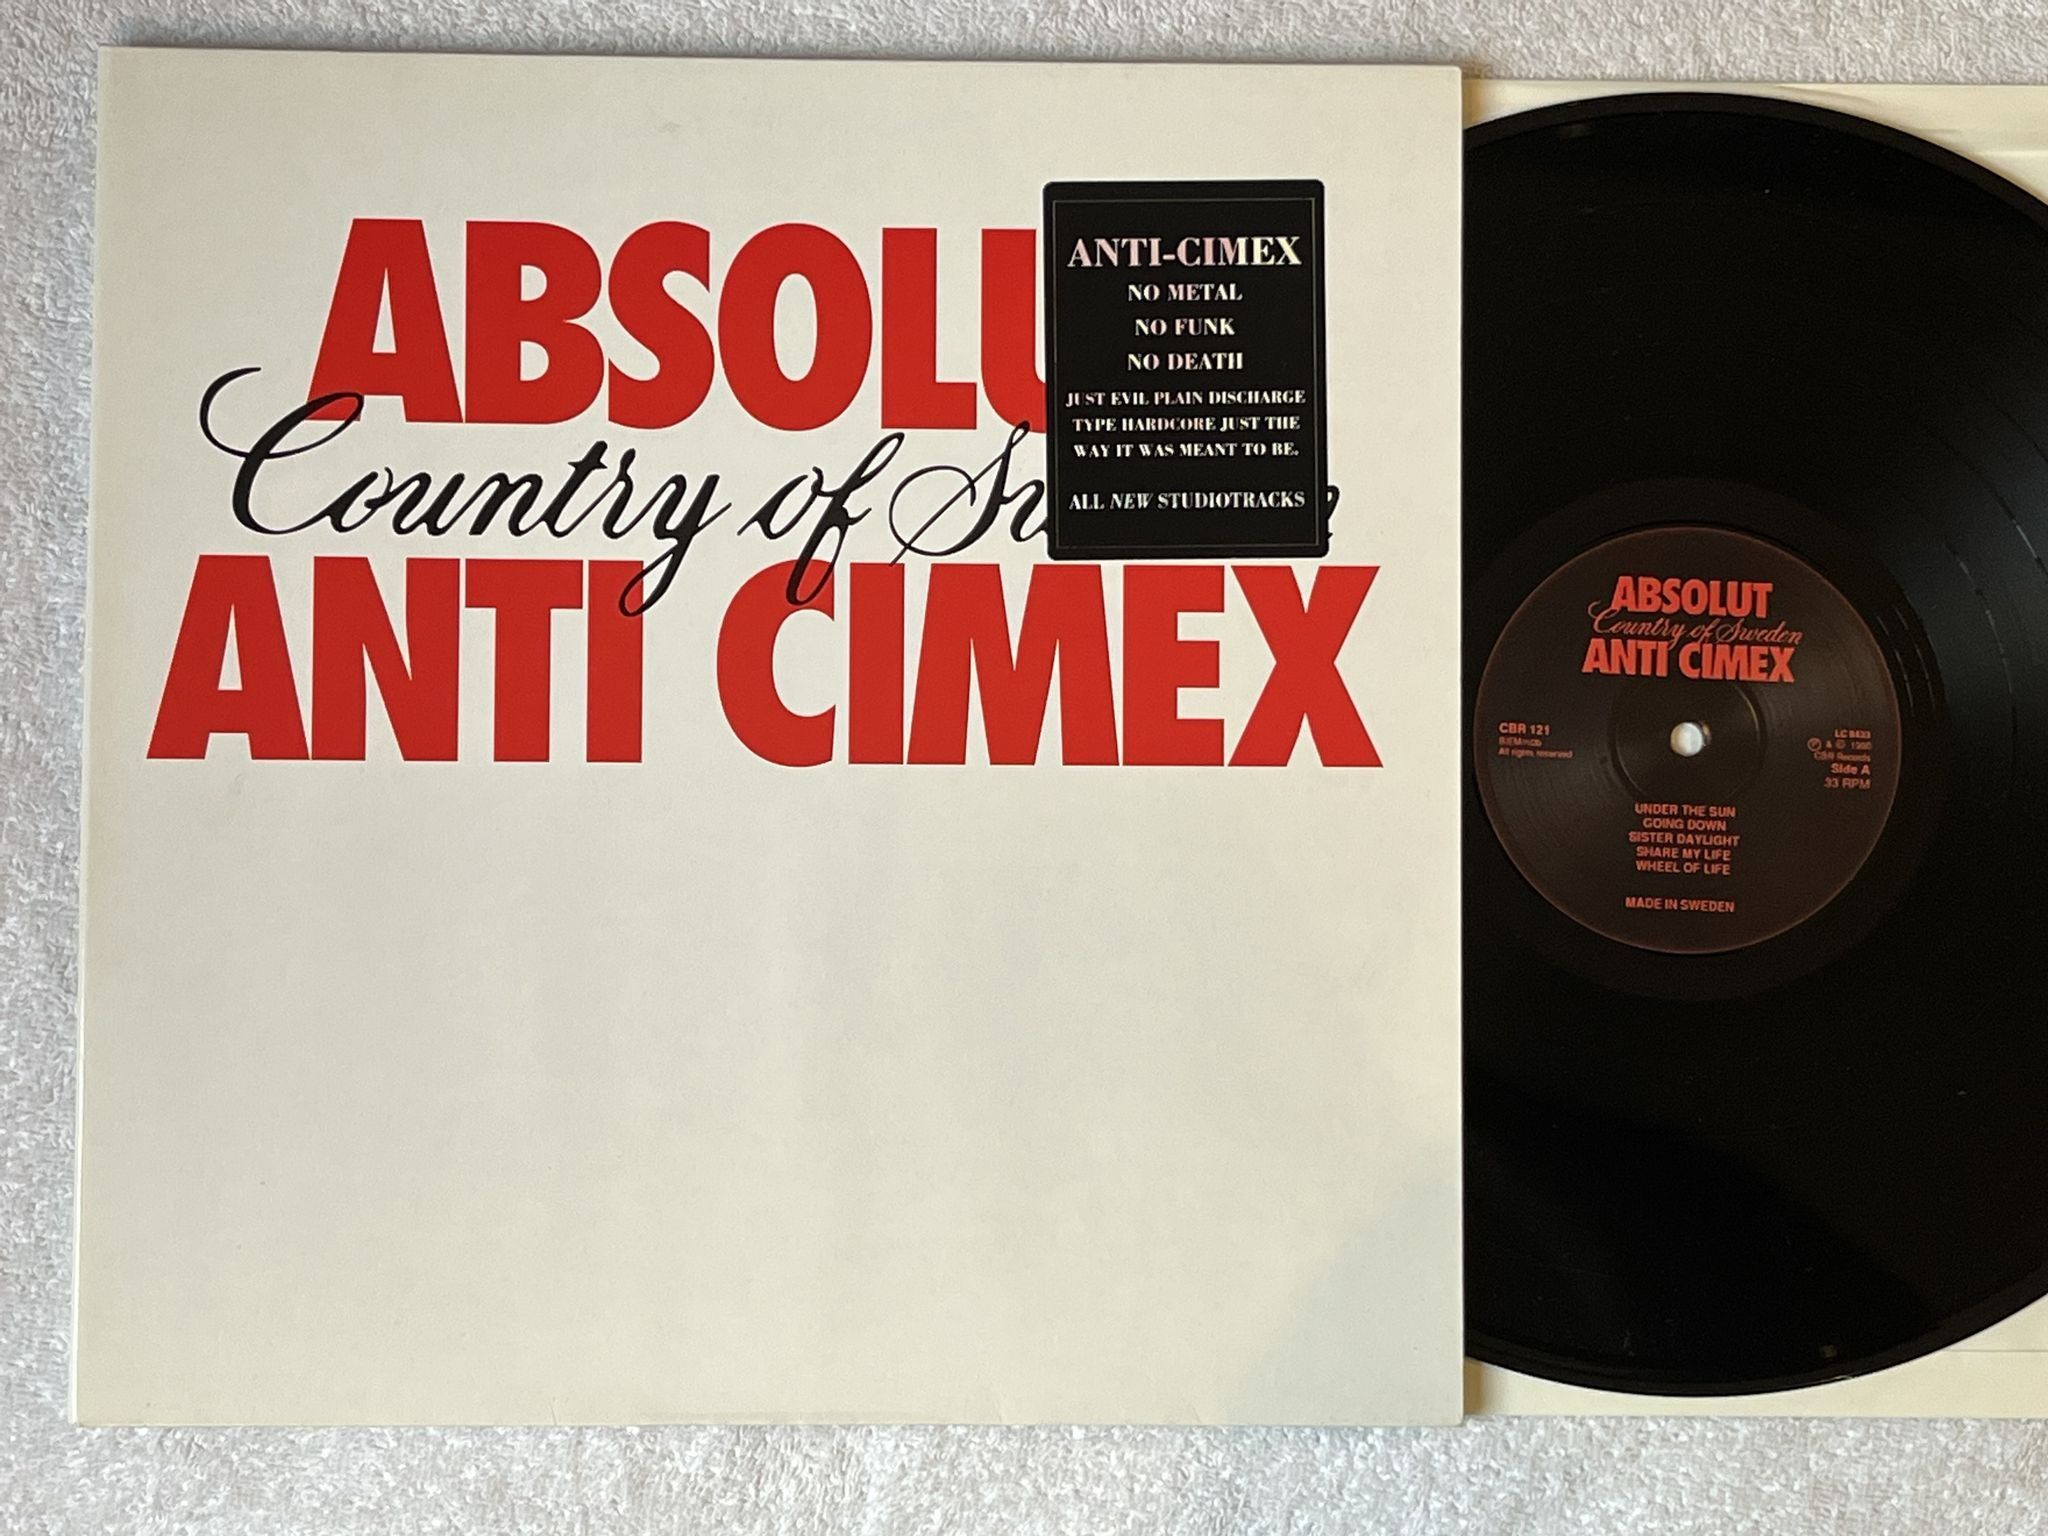 ABSOLU
Country of
ANTI CIMEX
ANTI-CIMEX
NO METAL
NO FUNK
NO DEATH
JUST EVIL PLAIN DISCHARGE
TYPE HARDCORE JUST THE
WAY IT WAS MEANT TO BE.
ALL NEW STUDIOTRACKS
ABSOLUT
Country of Sweden
ANTI CIMEX
CBR 121
All rights reserved
LC 8433
℗ & © 1990
CBR Records
Side A
33 RPM
UNDER THE SUN
GOING DOWN
SISTER DAYLIGHT
SHARE MY LIFE
WHEEL OF LIFE
MADE IN SWEDEN